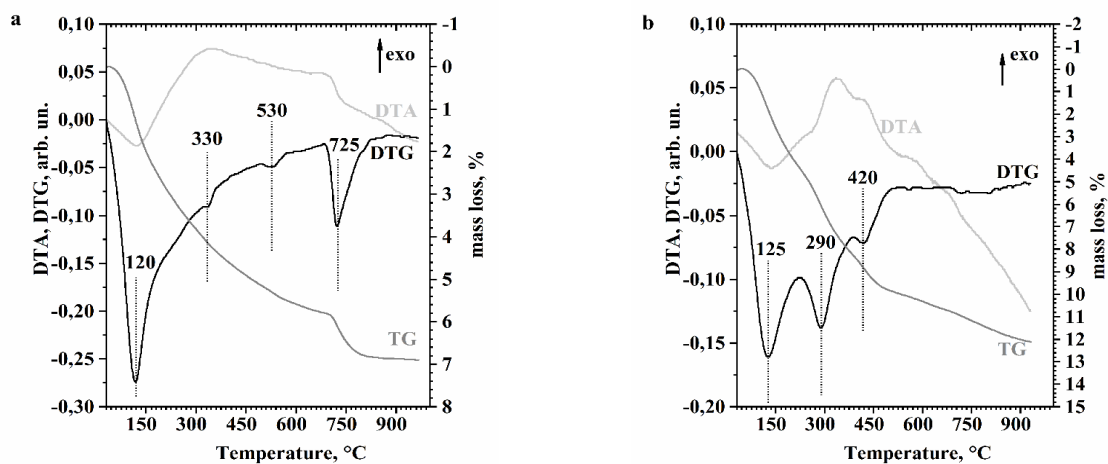 a
0,10
0,05
0,00
-0,05
-0,10
-0,15
-0,20
-0,25
-0,30
DTA, DTG, arb. un.
exo
DTA
530
330
DTG
725
120
TG
-1
0
1
2
3
4
5
6
7
8
mass loss, %
150 300 450 600 750 900
Temperature, °C
b
0,10
0,05
0,00
-0,05
-0,10
-0,15
-0,20
DTA, DTG, arb. un.
exo
DTA
420
DTG
125
290
TG
-2
-1
0
1
2
3
4
5
6
7
8
9
10
11
12
13
14
15
mass loss, %
150 300 450 600 750 900
Temperature, °C